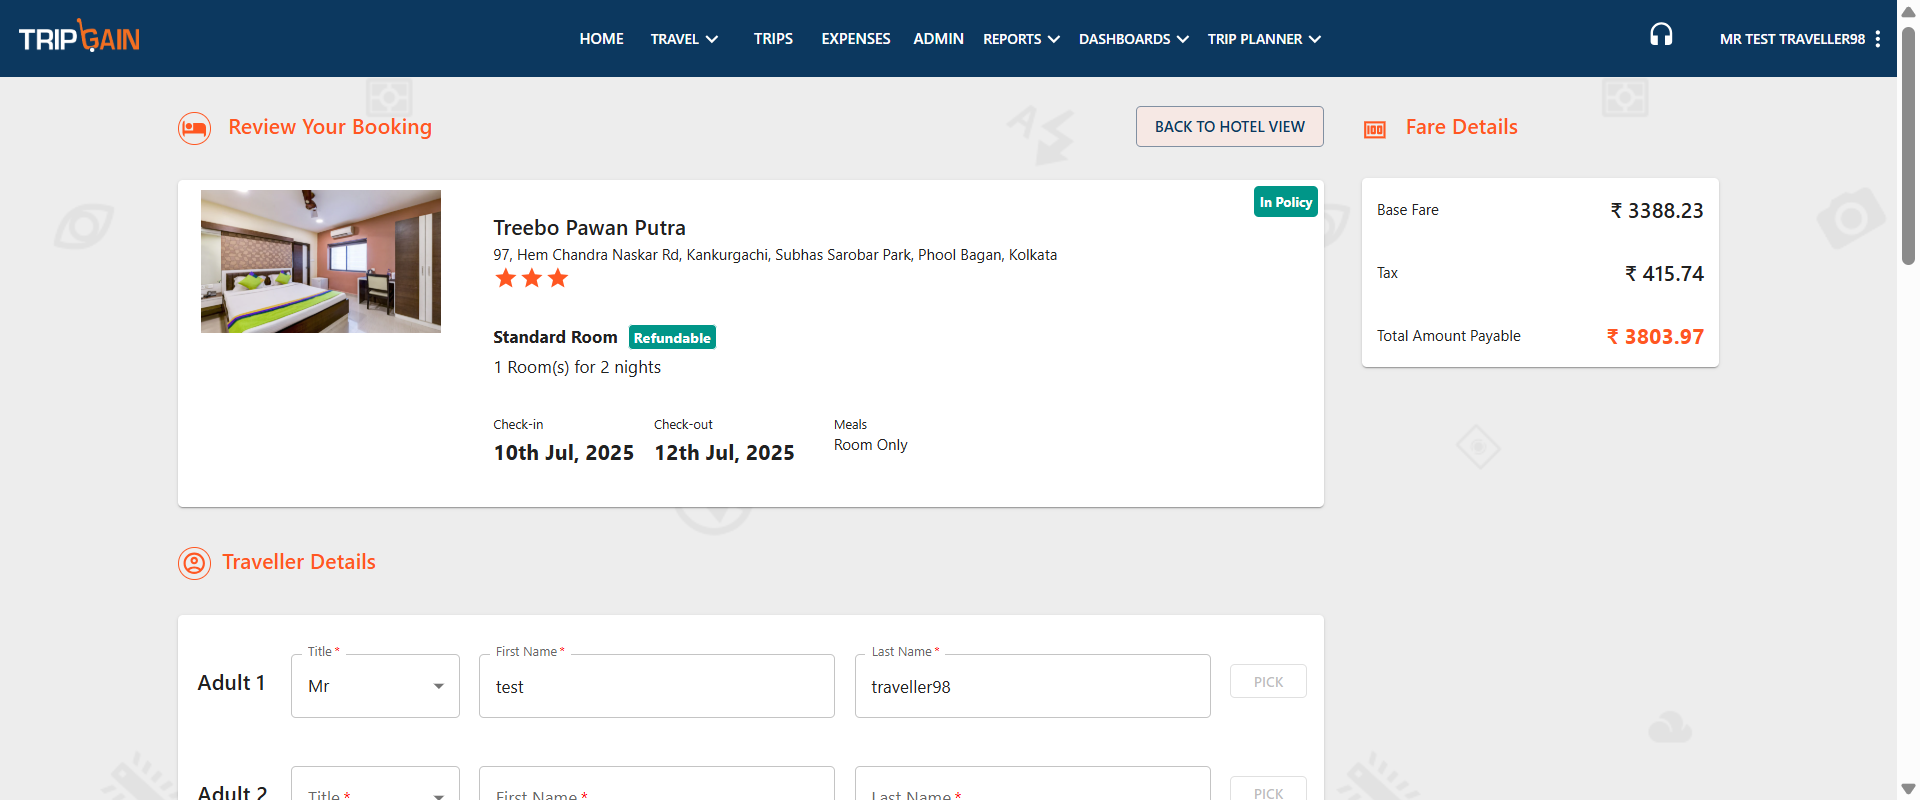 TRIPGAIN
HOME TRAVEL TRIPS EXPENSES ADMIN REPORTS DASHBOARDS TRIP PLANNER
MR TEST TRAVELLER98
Review Your Booking
BACK TO HOTEL VIEW
In Policy
Treebo Pawan Putra
97, Hem Chandra Naskar Rd, Kankurgachi, Subhas Sarobar Park, Phool Bagan, Kolkata
Standard Room Refundable
1 Room(s) for 2 nights
Check-in Check-out Meals
10th Jul, 2025 12th Jul, 2025 Room Only
Fare Details
Base Fare ₹ 3388.23
Tax ₹ 415.74
Total Amount Payable ₹ 3803.97
Traveller Details
Title * First Name * Last Name *
Adult 1 Mr test traveller98 PICK
Adult 2 Title * First Name * Last Name * PICK